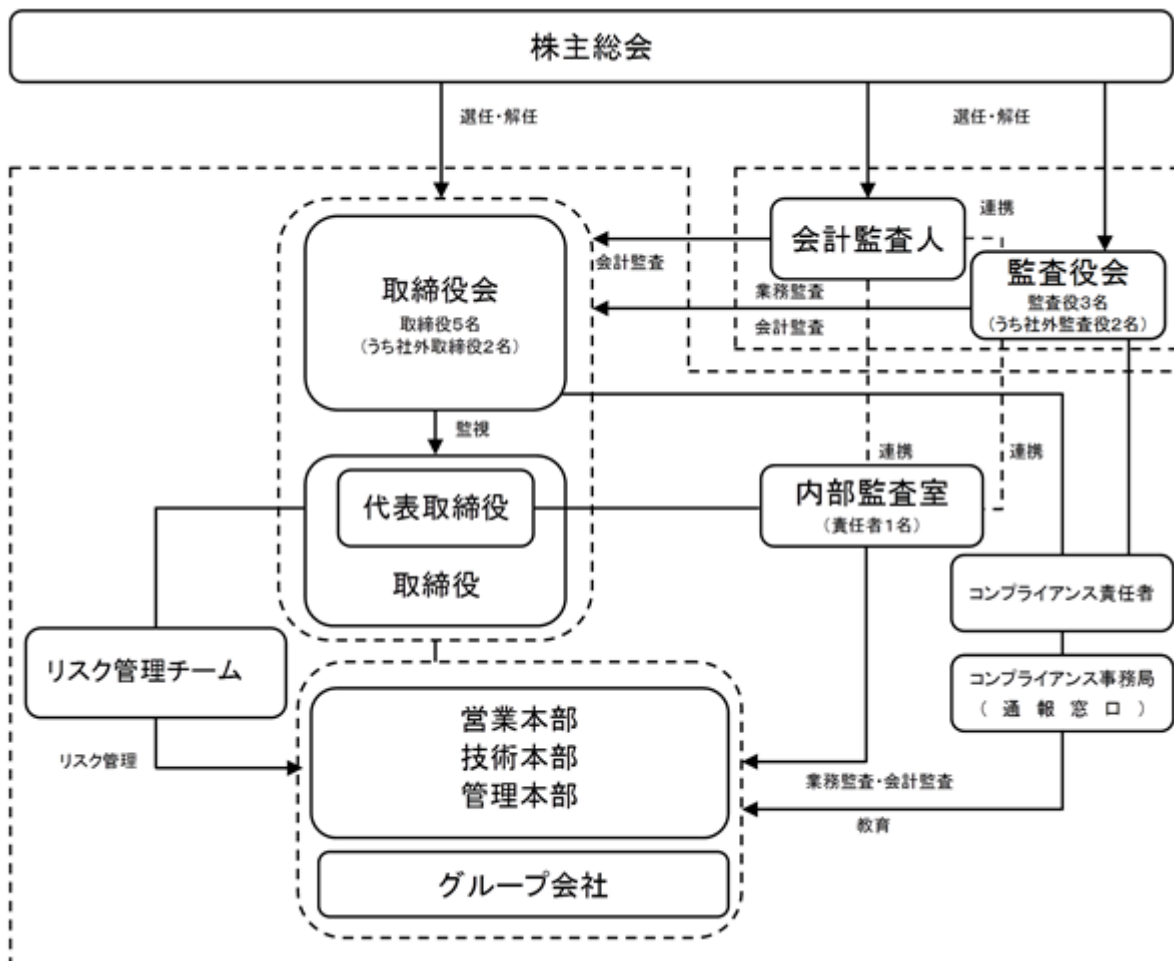 株主総会
選任・解任
選任・解任
会計監査人
連携
取締役会
取締役5名
(うち社外取締役2名)
会計監査
業務監査
会計監査
監査役会
監査役3名
(うち社外監査役2名)
監視
代表取締役
取締役
連携
連携
内部監査室
(責任者1名)
コンプライアンス責任者
リスク管理チーム
コンプライアンス事務局
(通報窓口)
リスク管理
営業本部
技術本部
管理本部
業務監査・会計監査
教育
グループ会社